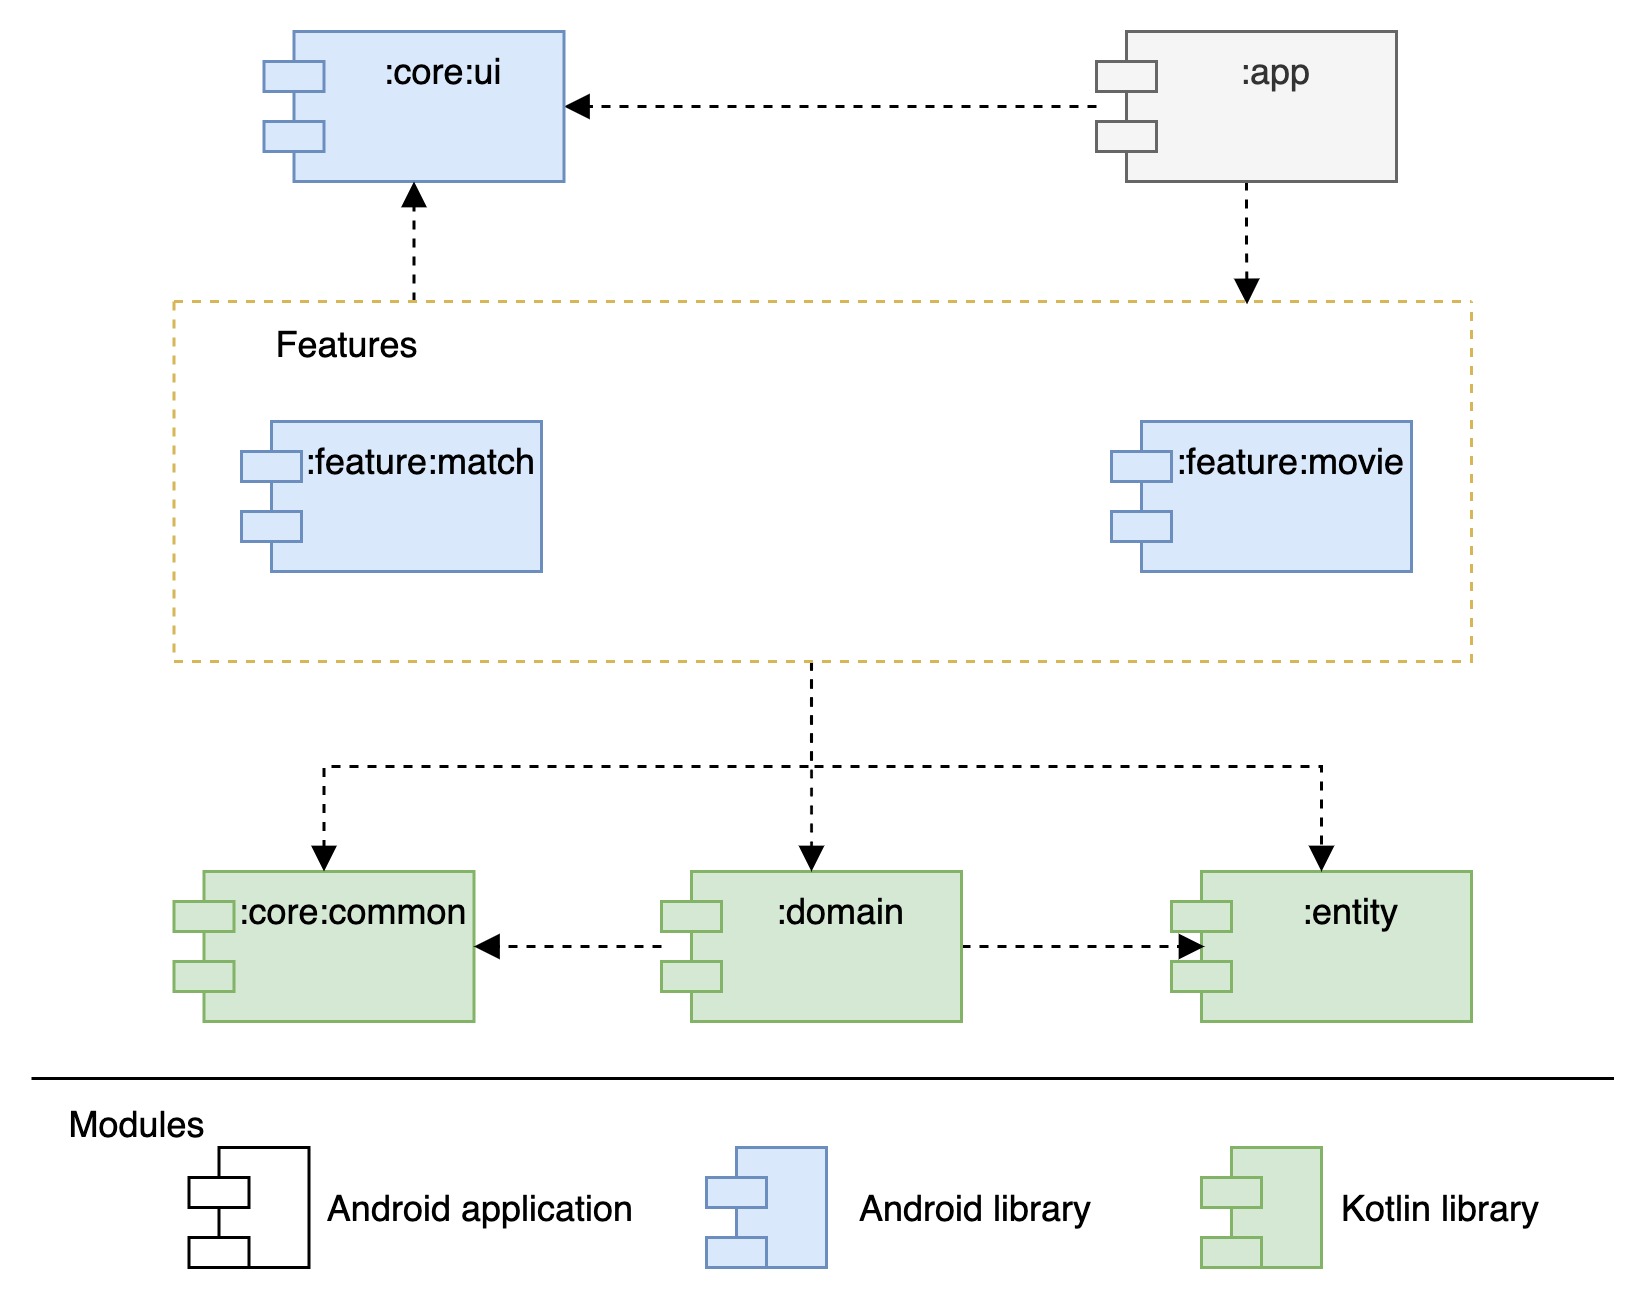 :core:ui
:app
Features
:feature:match
:feature:movie
:core:common
:domain
:entity
Modules
Android application
Android library
Kotlin library